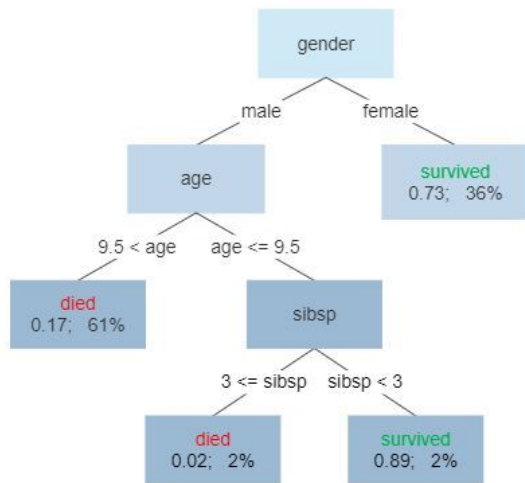 gender
male
female
age
survived
0.73; 36%
9.5 < age
age <= 9.5
died
0.17; 61%
sibsp
3 <= sibsp
sibsp < 3
died
0.02; 2%
survived
0.89; 2%